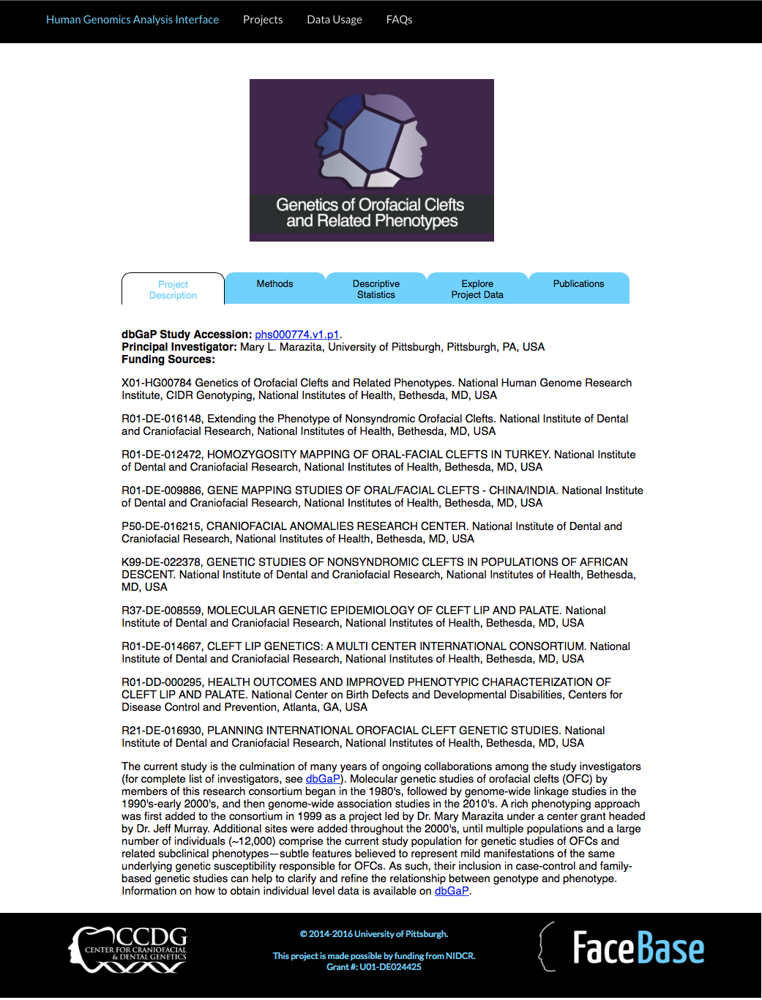 Human Genomics Analysis Interface Projects Data Usage FAQs
Genetics of Orofacial Clefts
and Related Phenotypes
Project
Description
Methods
Descriptive
Statistics
Explore
Project Data
Publications
dbGaP Study Accession: phs000774.v1.p1.
Principal Investigator: Mary L. Marazita, University of Pittsburgh, Pittsburgh, PA, USA
Funding Sources:
X01-HG00784 Genetics of Orofacial Clefts and Related Phenotypes. National Human Genome Research
Institute, CIDR Genotyping, National Institutes of Health, Bethesda, MD, USA
R01-DE-016148, Extending the Phenotype of Nonsyndromic Orofacial Clefts. National Institute of Dental
and Craniofacial Research, National Institutes of Health, Bethesda, MD, USA
R01-DE-012472, HOMOZYGOSITY MAPPING OF ORAL-FACIAL CLEFTS IN TURKEY. National Institute
of Dental and Craniofacial Research, National Institutes of Health, Bethesda, MD, USA
R01-DE-009886, GENE MAPPING STUDIES OF ORAL/FACIAL CLEFTS - CHINA/INDIA. National Institute
of Dental and Craniofacial Research, National Institutes of Health, Bethesda, MD, USA
P50-DE-016215, CRANIOFACIAL ANOMALIES RESEARCH CENTER. National Institute of Dental and
Craniofacial Research, National Institutes of Health, Bethesda, MD, USA
K99-DE-022378, GENETIC STUDIES OF NONSYNDROMIC CLEFTS IN POPULATIONS OF AFRICAN
DESCENT. National Institute of Dental and Craniofacial Research, National Institutes of Health, Bethesda,
MD, USA
R37-DE-008559, MOLECULAR GENETIC EPIDEMIOLOGY OF CLEFT LIP AND PALATE. National
Institute of Dental and Craniofacial Research, National Institutes of Health, Bethesda, MD, USA
R01-DE-014667, CLEFT LIP GENETICS: A MULTI CENTER INTERNATIONAL CONSORTIUM. National
Institute of Dental and Craniofacial Research, National Institutes of Health, Bethesda, MD, USA
R01-DD-000295, HEALTH OUTCOMES AND IMPROVED PHENOTYPIC CHARACTERIZATION OF
CLEFT LIP AND PALATE. National Center on Birth Defects and Developmental Disabilities, Centers for
Disease Control and Prevention, Atlanta, GA, USA
R21-DE-016930, PLANNING INTERNATIONAL OROFACIAL CLEFT GENETIC STUDIES. National
Institute of Dental and Craniofacial Research, National Institutes of Health, Bethesda, MD, USA
The current study is the culmination of many years of ongoing collaborations among the study investigators
(for complete list of investigators, see dbGaP). Molecular genetic studies of orofacial clefts (OFC) by
members of this research consortium began in the 1980's, followed by genome-wide linkage studies in the
1990's-early 2000's, and then genome-wide association studies in the 2010's. A rich phenotyping approach
was first added to the consortium in 1999 as a project led by Dr. Mary Marazita under a center grant headed
by Dr. Jeff Murray. Additional sites were added throughout the 2000's, until multiple populations and a large
number of individuals (~12,000) comprise the current study population for genetic studies of OFCs and
related subclinical phenotypes—subtle features believed to represent mild manifestations of the same
underlying genetic susceptibility responsible for OFCs. As such, their inclusion in case-control and family-
based genetic studies can help to clarify and refine the relationship between genotype and phenotype.
Information on how to obtain individual level data is available on dbGaP.
CCDG
CENTER FOR CRANIOFACIAL
& DENTAL GENETICS
© 2014-2016 University of Pittsburgh.
This project is made possible by funding from NIDCR.
Grant #: U01-DE024425
FaceBase